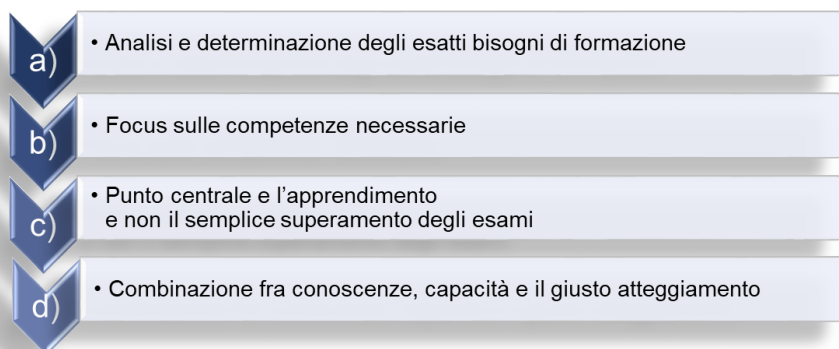 a)
• Analisi e determinazione degli esatti bisogni di formazione
b)
• Focus sulle competenze necessarie
c)
• Punto centrale e l'apprendimento
e non il semplice superamento degli esami
d)
• Combinazione fra conoscenze, capacità e il giusto atteggiamento